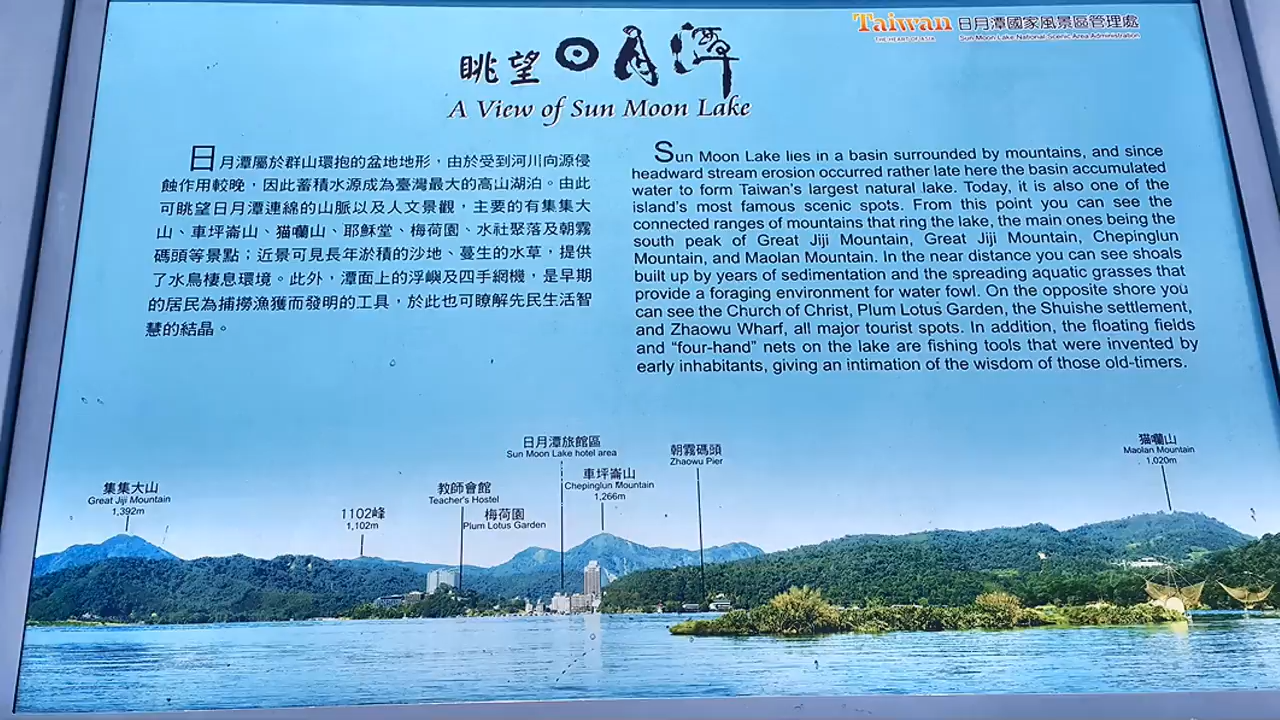 Taiwan
THE HEART OF ASIA
日月潭國家風景區管理處
Sun Moon Lake National Scenic Area Administration
眺望日月潭
A View of Sun Moon Lake
日月潭屬於群山環抱的盆地地形，由於受到河川向源侵
蝕作用較晚，因此蓄積水源成為臺灣最大的高山湖泊。由此
可眺望日月潭連綿的山脈以及人文景觀，主要的有集集大
山、車坪崙山、猫囒山、耶穌堂、梅荷園、水社聚落及朝霧
碼頭等景點；近景可見長年淤積的沙地、蔓生的水草，提供
了水鳥棲息環境。此外，潭面上的浮嶼及四手網機，是早期
的居民為捕撈漁獲而發明的工具，於此也可瞭解先民生活智
慧的結晶。
Sun Moon Lake lies in a basin surrounded by mountains, and since
headward stream erosion occurred rather late here the basin accumulated
water to form Taiwan's largest natural lake. Today, it is also one of the
island's most famous scenic spots. From this point you can see the
connected ranges of mountains that ring the lake, the main ones being the
south peak of Great Jiji Mountain, Great Jiji Mountain, Chepinglun
Mountain, and Maolan Mountain. In the near distance you can see shoals
built up by years of sedimentation and the spreading aquatic grasses that
provide a foraging environment for water fowl. On the opposite shore you
can see the Church of Christ, Plum Lotus Garden, the Shuishe settlement,
and Zhaowu Wharf, all major tourist spots. In addition, the floating fields
and “four-hand” nets on the lake are fishing tools that were invented by
early inhabitants, giving an intimation of the wisdom of those old-timers.
集集大山
Great Jiji Mountain
1,392m
1102峰
1,102m
教師會館
Teacher's Hostel
梅荷園
Plum Lotus Garden
日月潭旅館區
Sun Moon Lake hotel area
車坪崙山
Chepinglun Mountain
1,266m
朝霧碼頭
Zhaowu Pier
猫囒山
Maolan Mountain
1,020m